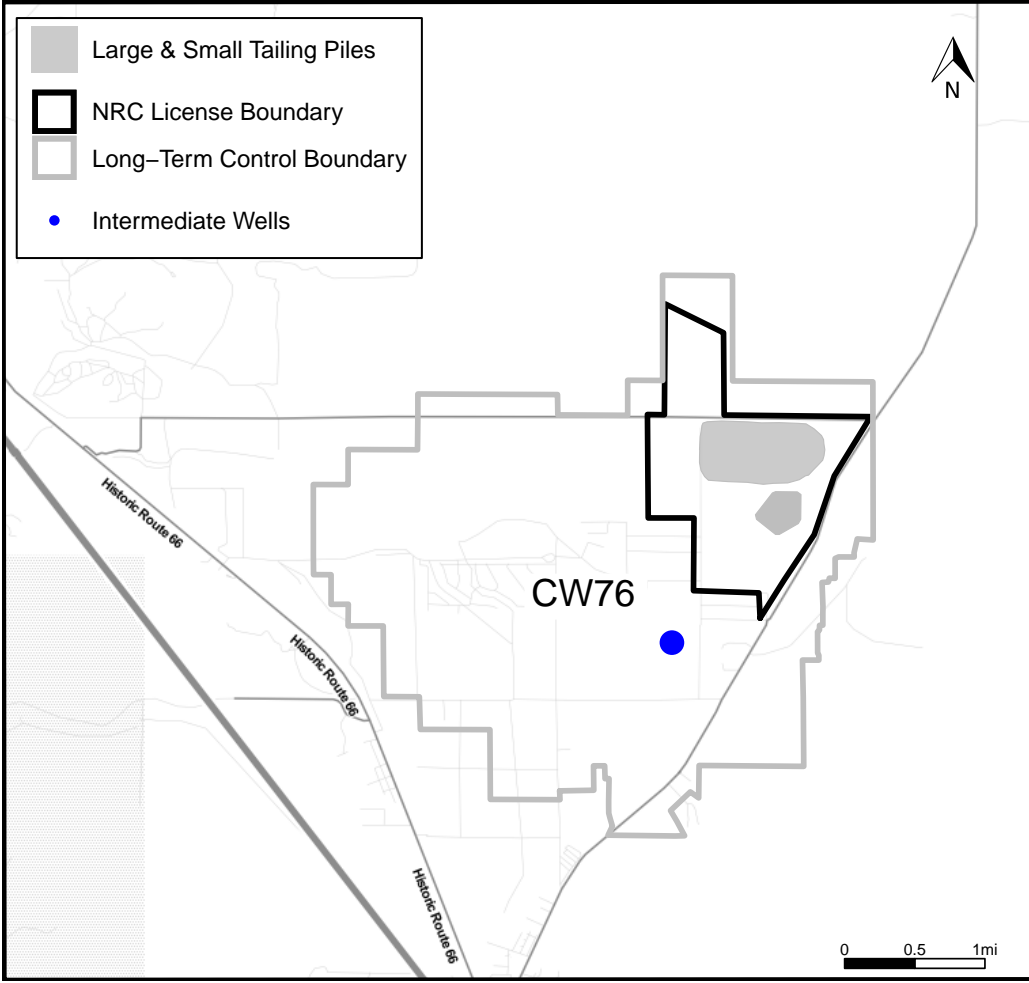 Large & Small Tailing Piles
NRC License Boundary
Long−Term Control Boundary
Intermediate Wells
N
Historic Route 66
CW76
Historic Route 66
Historic Route 66
0 0.5 1mi